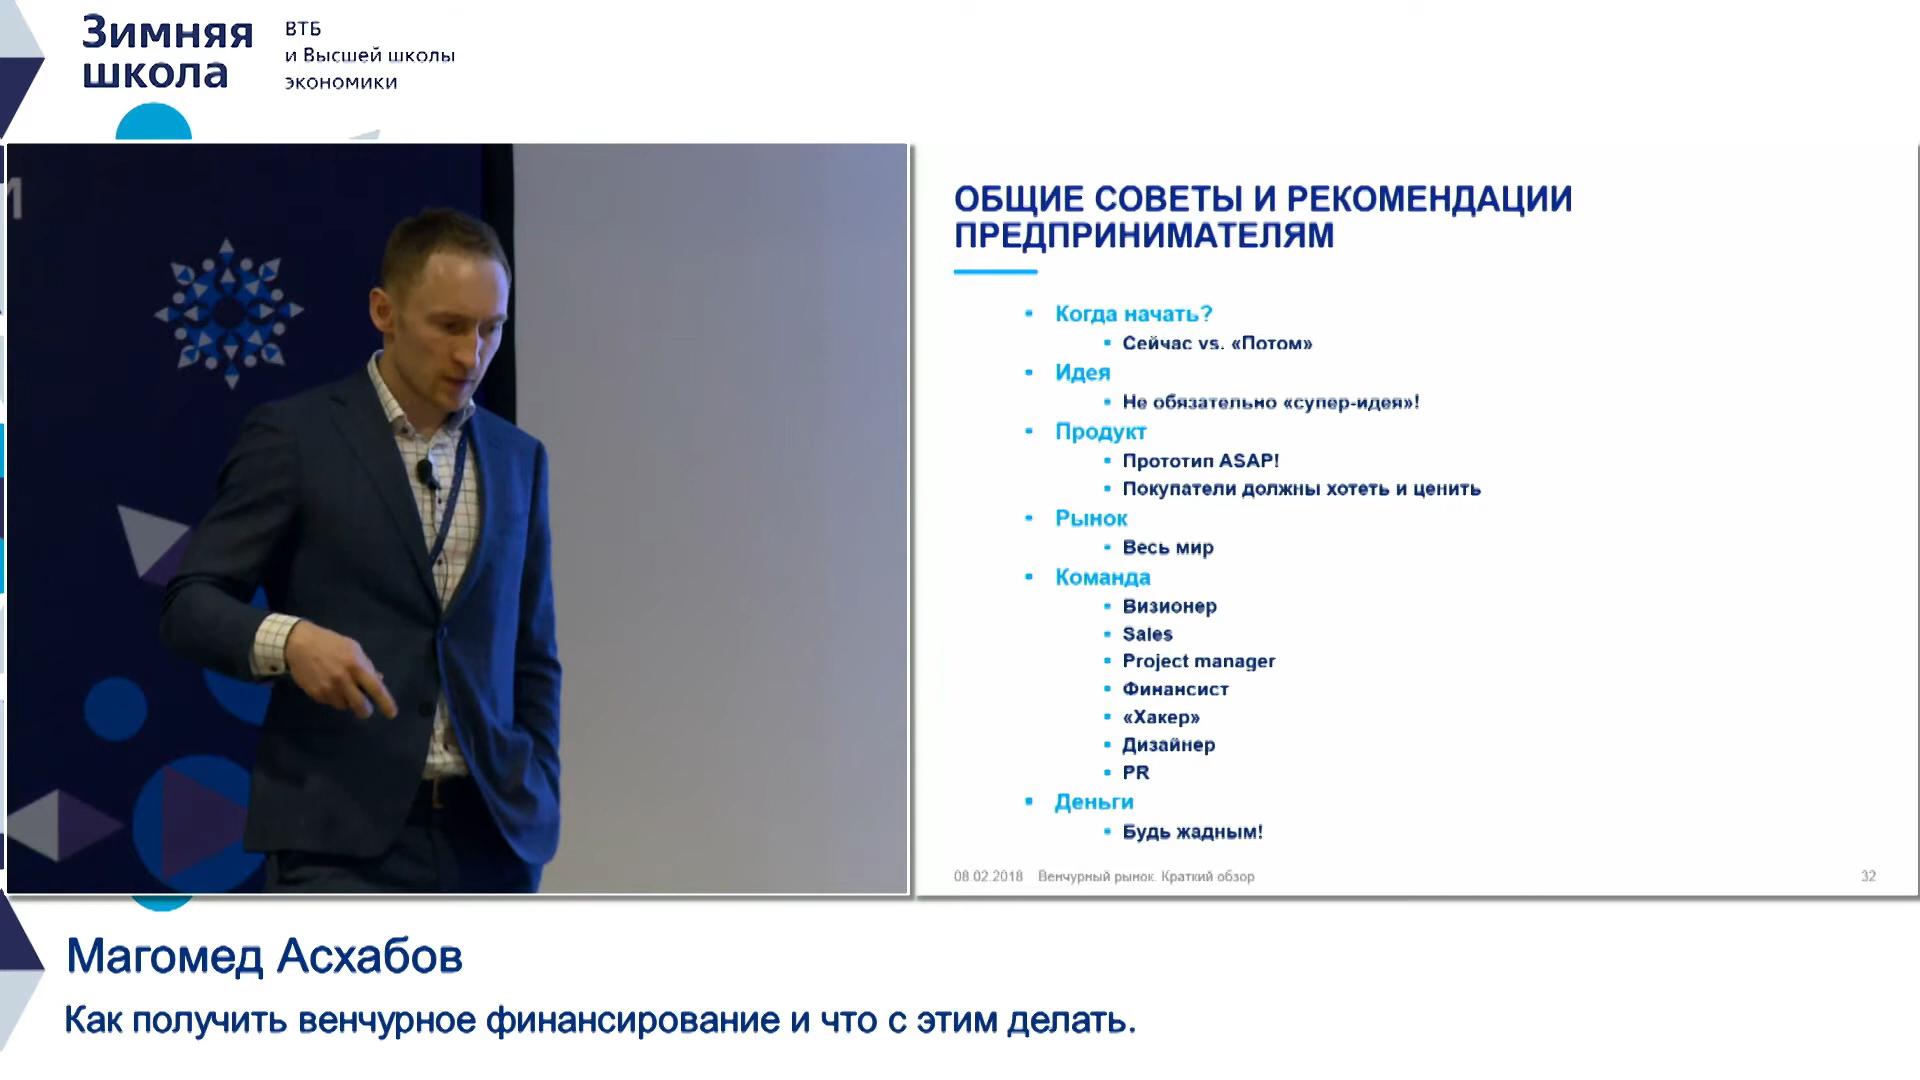 Зимняя
школа
ВТБ
и Высшей школы
экономики
ОБЩИЕ СОВЕТЫ И РЕКОМЕНДАЦИИ
ПРЕДПРИНИМАТЕЛЯМ
Когда начать?
Сейчас vs. «Потом»
Идея
Не обязательно «супер-идея»!
Продукт
Прототип ASAP!
Покупатели должны хотеть и ценить
Рынок
Весь мир
Команда
Визионер
Sales
Project manager
Финансист
«Хакер»
Дизайнер
PR
Деньги
Будь жадным!
08.02.2018 Венчурный рынок. Краткий обзор 32
Магомед Асхабов
Как получить венчурное финансирование и что с этим делать.